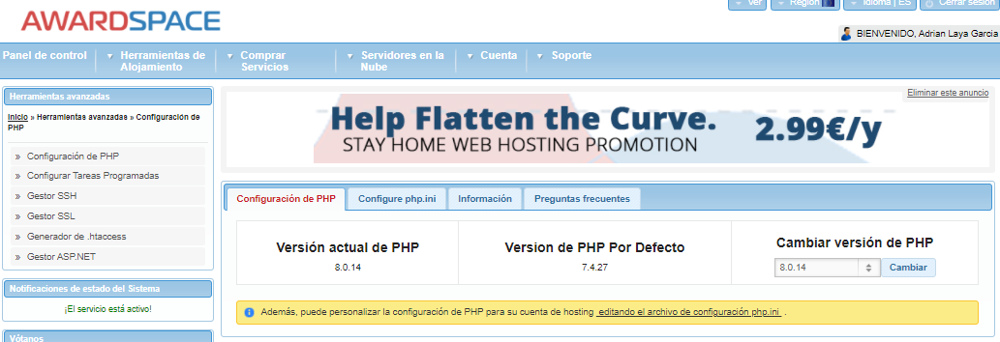 Ver Región Idioma | ES Cerrar sesión
AWARDSPACE
BIENVENIDO, Adrian Laya Garcia
Panel de control Herramientas de Alojamiento Comprar Servicios Servidores en la Nube Cuenta Soporte
Herramientas avanzadas
Inicio » Herramientas avanzadas » Configuración de
PHP
» Configuración de PHP
» Configurar Tareas Programadas
» Gestor SSH
» Gestor SSL
» Generador de .htaccess
» Gestor ASP.NET
Notificaciones de estado del Sistema
¡El servicio está activo!
Vótanos
Eliminar este anuncio
Help Flatten the Curve.
STAY HOME WEB HOSTING PROMOTION
2.99€/y
Configuración de PHP Configure php.ini Información Preguntas frecuentes
Versión actual de PHP
8.0.14
Version de PHP Por Defecto
7.4.27
Cambiar versión de PHP
8.0.14 Cambiar
Además, puede personalizar la configuración de PHP para su cuenta de hosting editando el archivo de configuración php.ini .